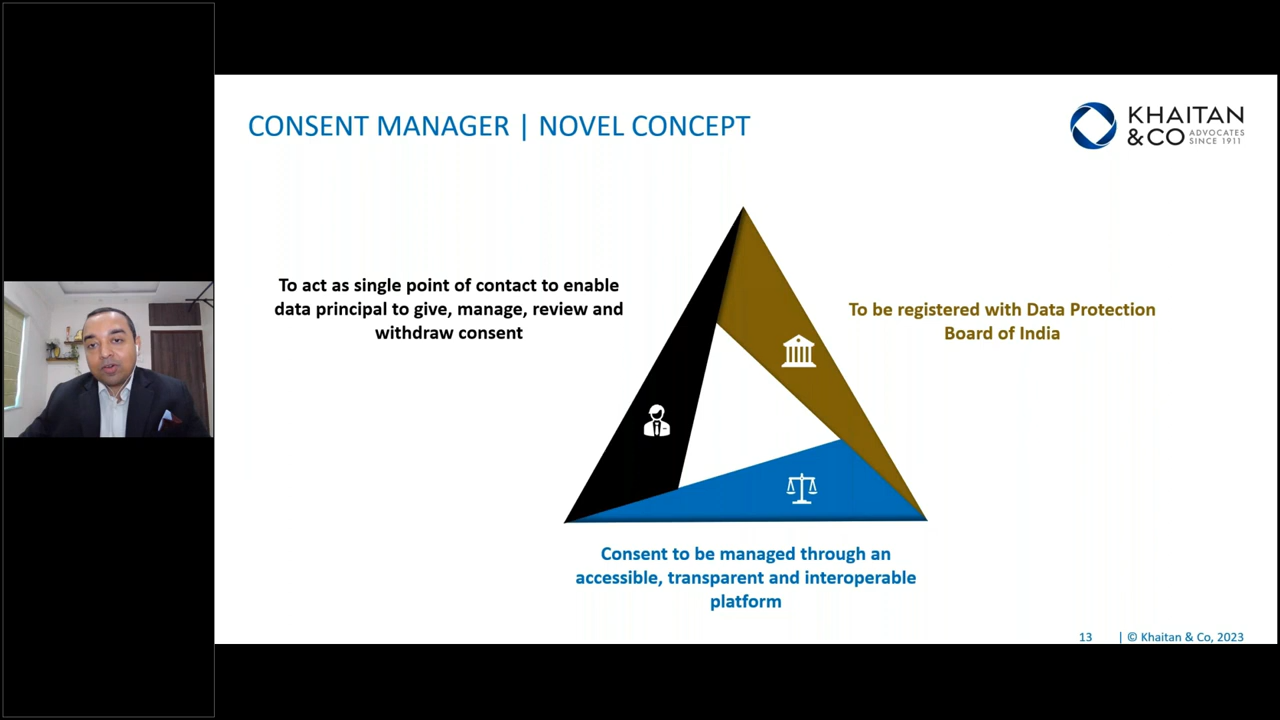 CONSENT MANAGER | NOVEL CONCEPT
KHAITAN
&CO ADVOCATES
SINCE 1911
To act as single point of contact to enable
data principal to give, manage, review and
withdraw consent
To be registered with Data Protection
Board of India
Consent to be managed through an
accessible, transparent and interoperable
platform
13 | © Khaitan & Co, 2023